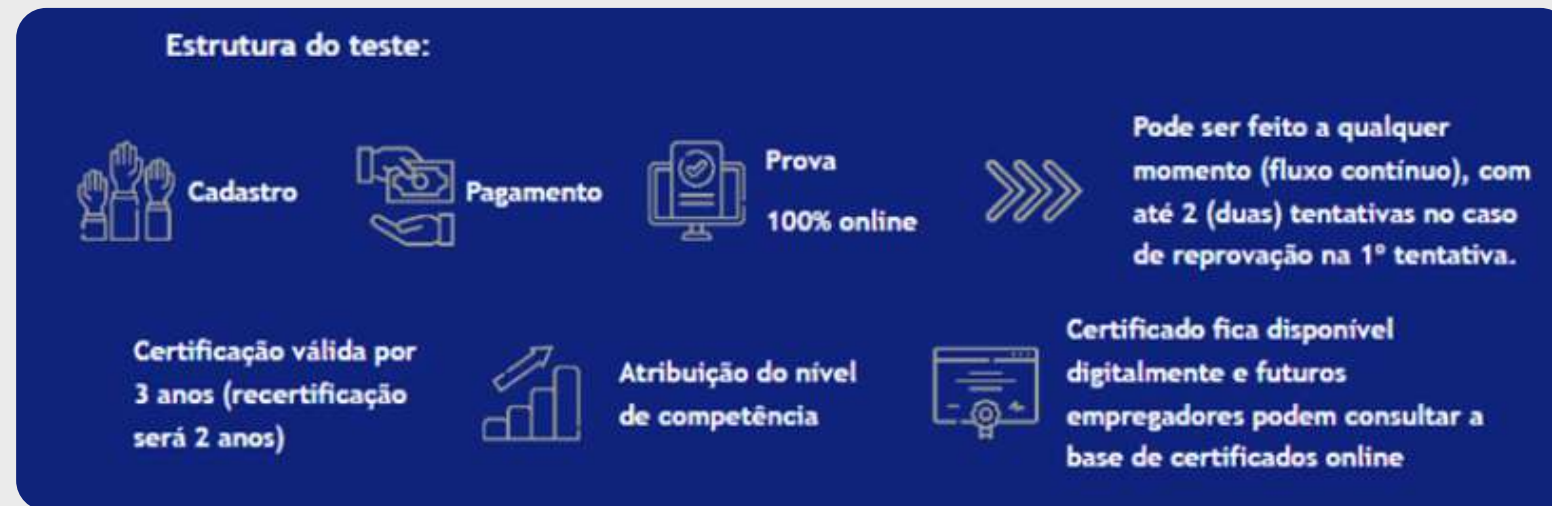 Estrutura do teste:
Cadastro
Pagamento
Prova
100% online
Pode ser feito a qualquer
momento (fluxo contínuo), com
até 2 (duas) tentativas no caso
de reprovação na 1º tentativa.
Certificação válida por
3 anos (recertificação
será 2 anos)
Atribuição do nível
de competência
Certificado fica disponível
digitalmente e futuros
empregadores podem consultar a
base de certificados online